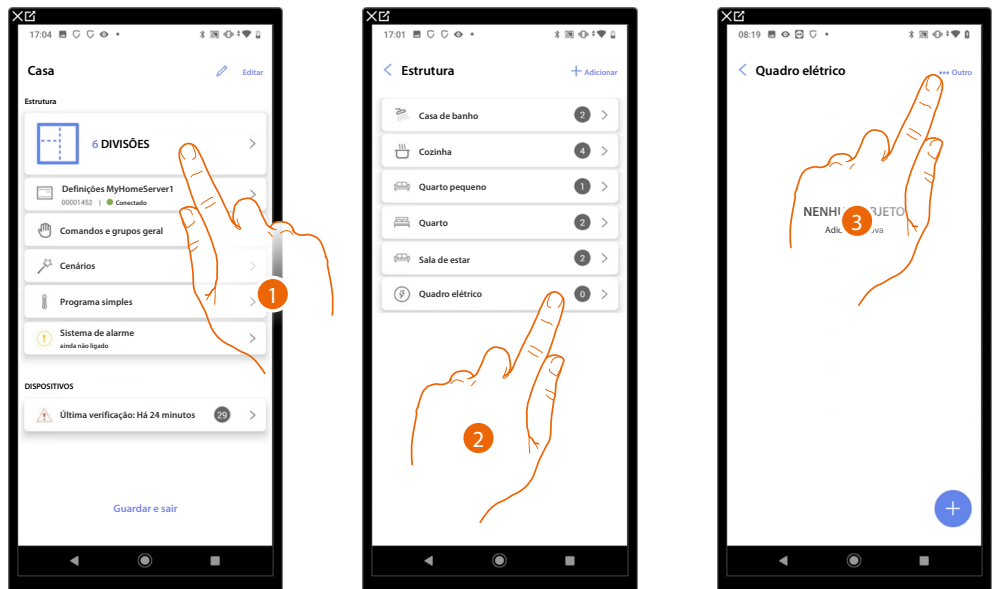 17:04
Casa
Editar
Estrutura
6 DIVISÕES
Definições MyHomeServer1
00001452 | Conectado
Comandos e grupos geral
Cenários
Programa simples
Sistema de alarme
ainda não ligado
DISPOSITIVOS
Última verificação: Há 24 minutos 29
Guardar e sair
1
17:01
Estrutura
Adicionar
Casa de banho 2
Cozinha 4
Quarto pequeno 1
Quarto 2
Sala de estar 2
Quadro elétrico 0
2
08:19
Quadro elétrico
Outro
3